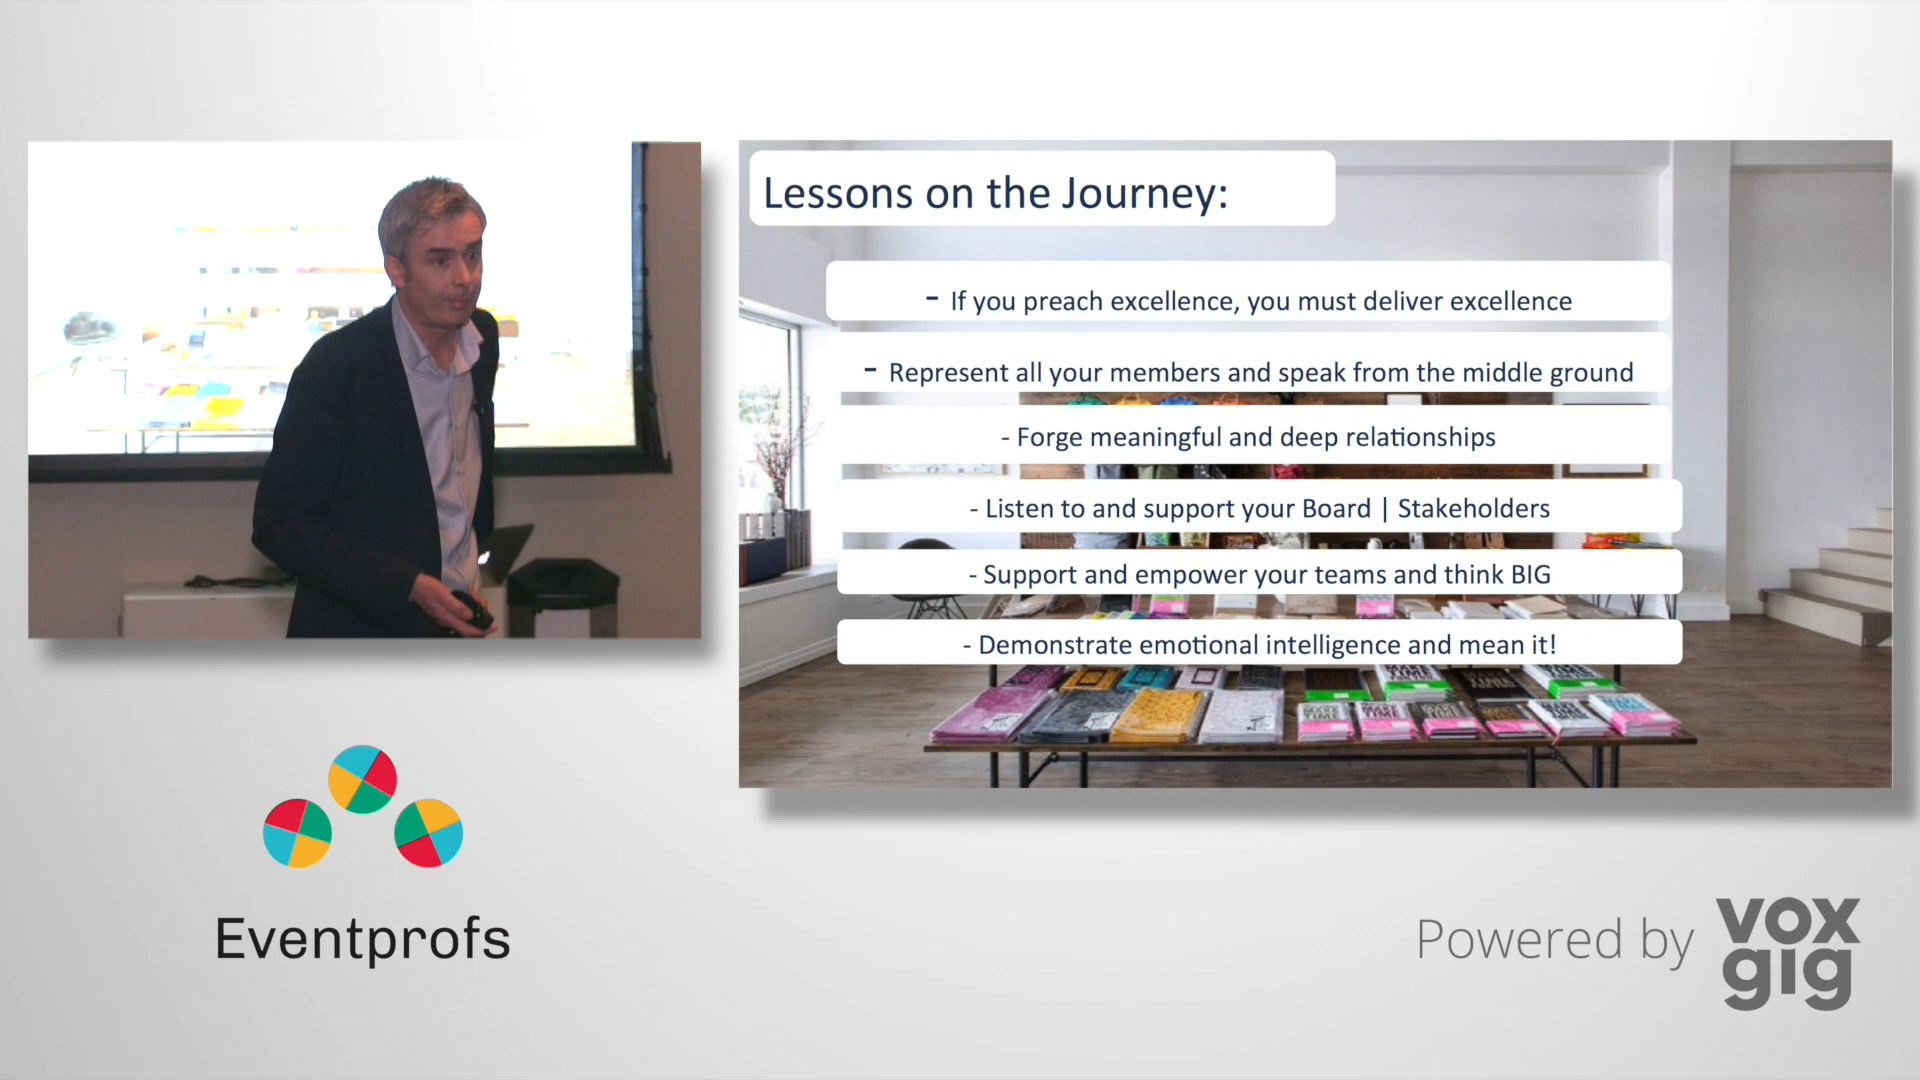 Lessons on the Journey:
- If you preach excellence, you must deliver excellence
- Represent all your members and speak from the middle ground
- Forge meaningful and deep relationships
- Listen to and support your Board | Stakeholders
- Support and empower your teams and think BIG
- Demonstrate emotional intelligence and mean it!
Eventprofs
Powered by
vox
gig